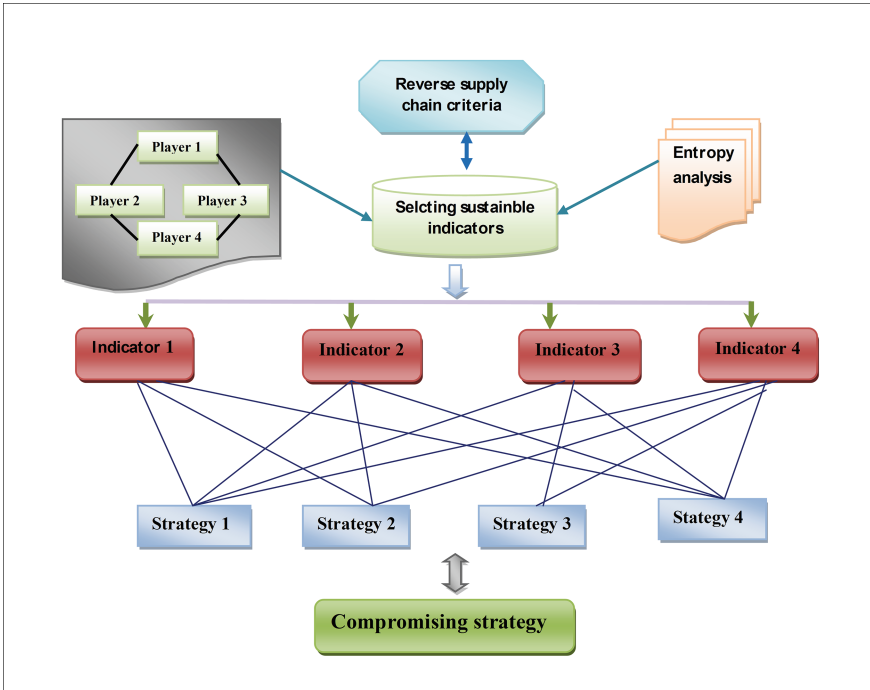 Reverse supply
chain criteria
Player 1
Player 2
Player 3
Player 4
Entropy
analysis
Selcting sustainble
indicators
Indicator 1
Indicator 2
Indicator 3
Indicator 4
Strategy 1
Strategy 2
Strategy 3
Stategy 4
Compromising strategy